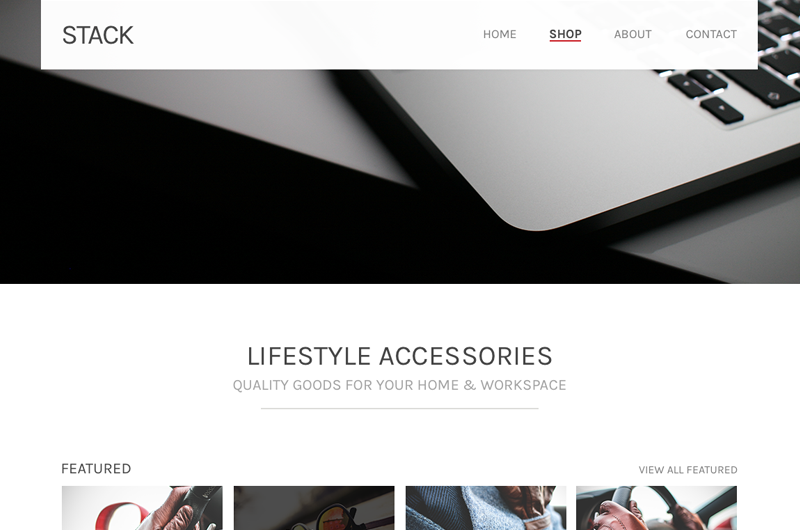 STACK
HOME SHOP ABOUT CONTACT
LIFESTYLE ACCESSORIES
QUALITY GOODS FOR YOUR HOME & WORKSPACE
FEATURED
VIEW ALL FEATURED